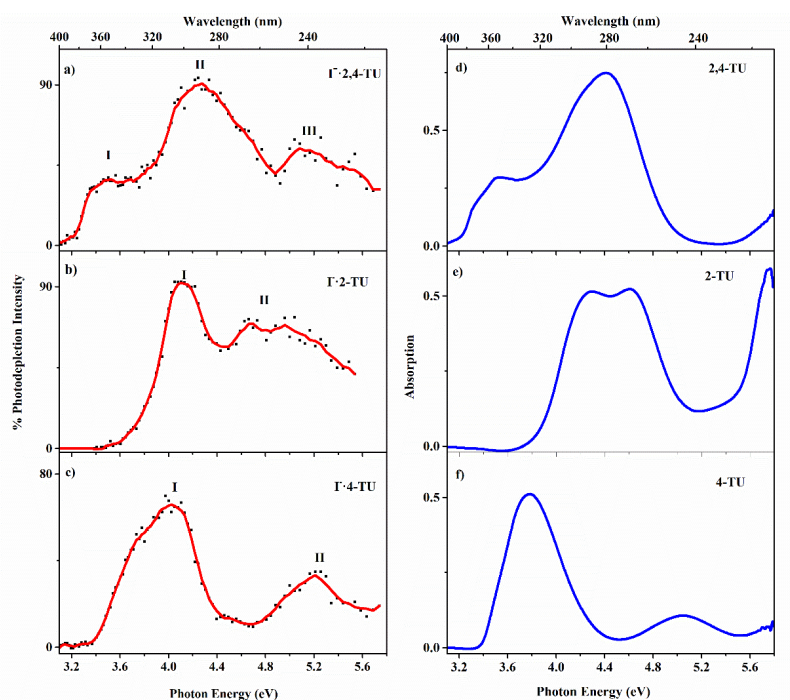 Wavelength (nm)
400 360 320 280 240
a)
I⁻·2,4-TU
I
II
III
90
0
b)
I⁻·2-TU
I
II
90
0
c)
I⁻·4-TU
I
II
80
0
3.2 3.6 4.0 4.4 4.8 5.2 5.6
Photon Energy (eV)
% Photodepletion Intensity
Wavelength (nm)
400 360 320 280 240
d)
2,4-TU
0.5
0.0
e)
2-TU
0.5
0.0
f)
4-TU
0.5
0.0
3.2 3.6 4.0 4.4 4.8 5.2 5.6
Photon Energy (eV)
Absorption